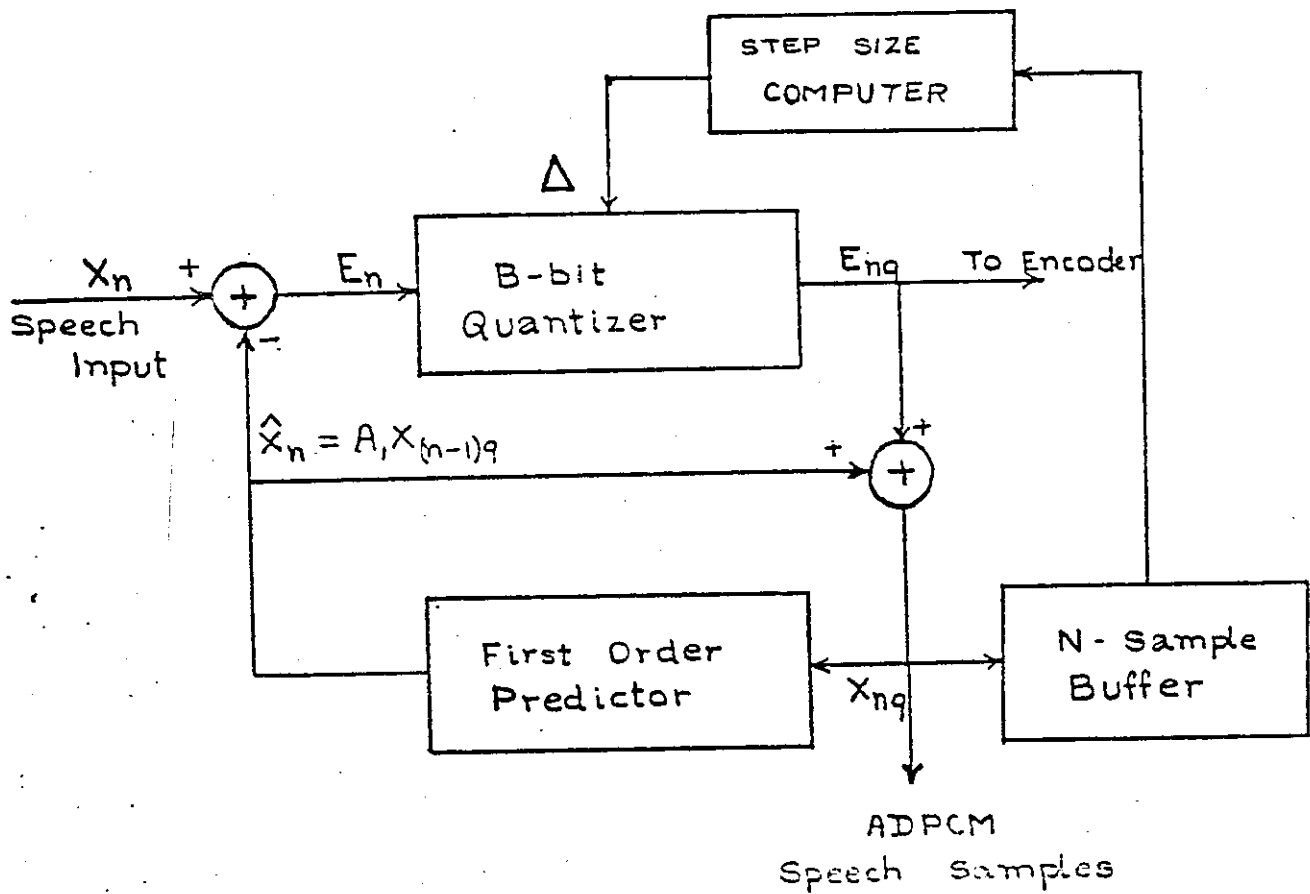 STEP SIZE
COMPUTER
Δ
Xn
+
+
En
B-bit
Quantizer
Enq
To Encoder
Speech
Input
-
X̂n = A₁X(n-1)q
+
+
+
First Order
Predictor
Xnq
N-Sample
Buffer
ADPCM
Speech Samples